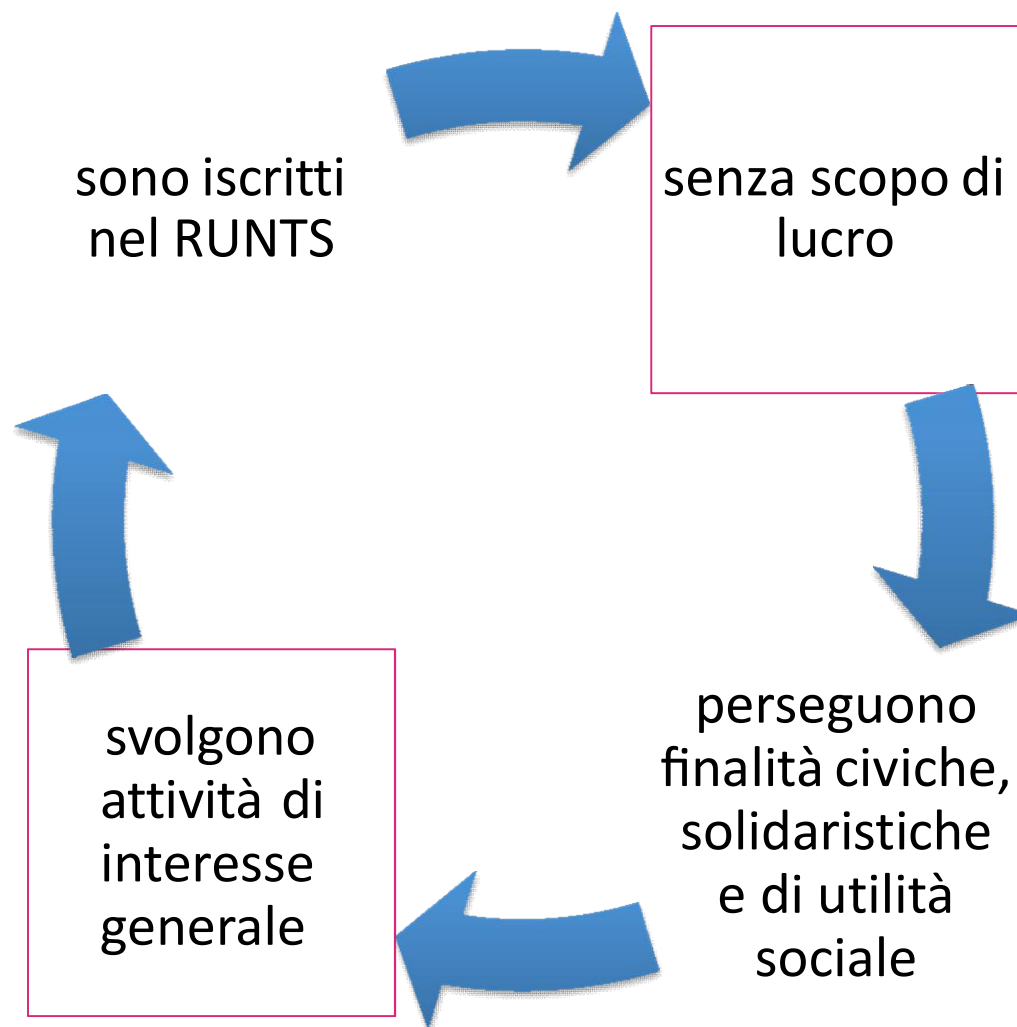 sono iscritti
nel RUNTS
senza scopo di
lucro
perseguono
finalità civiche,
solidaristiche
e di utilità
sociale
svolgono
attività di
interesse
generale